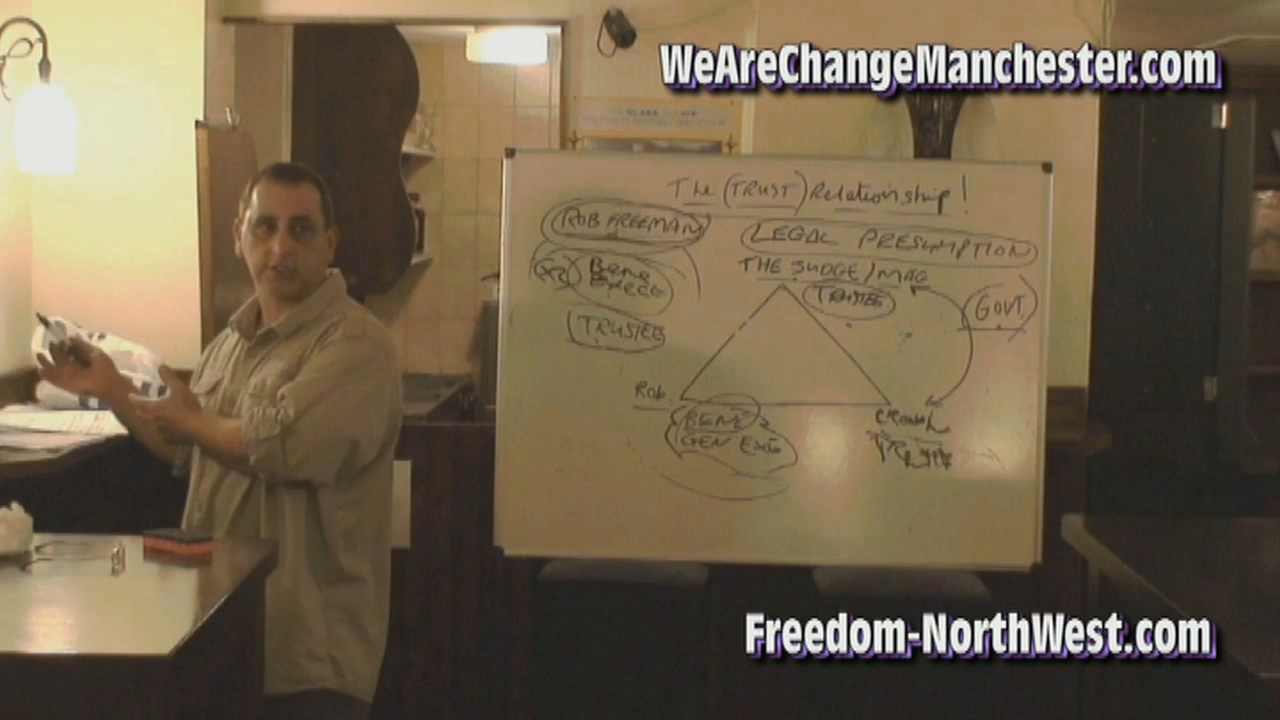 WeAreChangeManchester.com
The (TRUST) Relationship!
ROB FREEMAN
LEGAL PRESUMPTION
THE JUDGE/MAG
BENE
EXECE
TRUSTEE
GOVT
TRUSTEE
Rob
BENE
GEN Exec
CROWN
Freedom-NorthWest.com